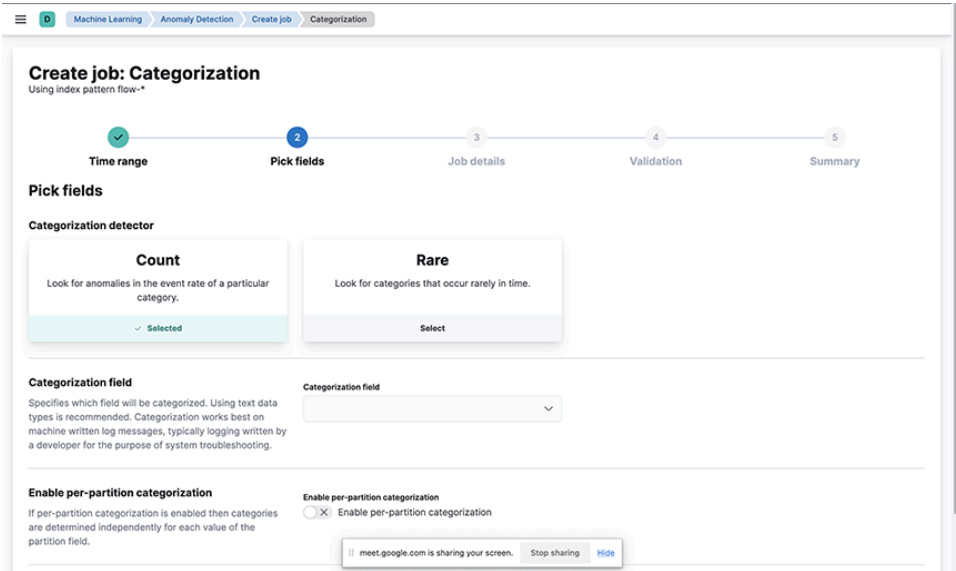 D Machine Learning Anomaly Detection Create job Categorization
Create job: Categorization
Using index pattern flow-*
2 3 4 5
Time range Pick fields Job details Validation Summary
Pick fields
Categorization detector
Count
Look for anomalies in the event rate of a particular
category.
Selected
Rare
Look for categories that occur rarely in time.
Select
Categorization field
Specifies which field will be categorized. Using text data
types is recommended. Categorization works best on
machine written log messages, typically logging written by
a developer for the purpose of system troubleshooting.
Categorization field
Enable per-partition categorization
If per-partition categorization is enabled then categories
are determined independently for each value of the
partition field.
Enable per-partition categorization
Enable per-partition categorization
meet.google.com is sharing your screen. Stop sharing Hide